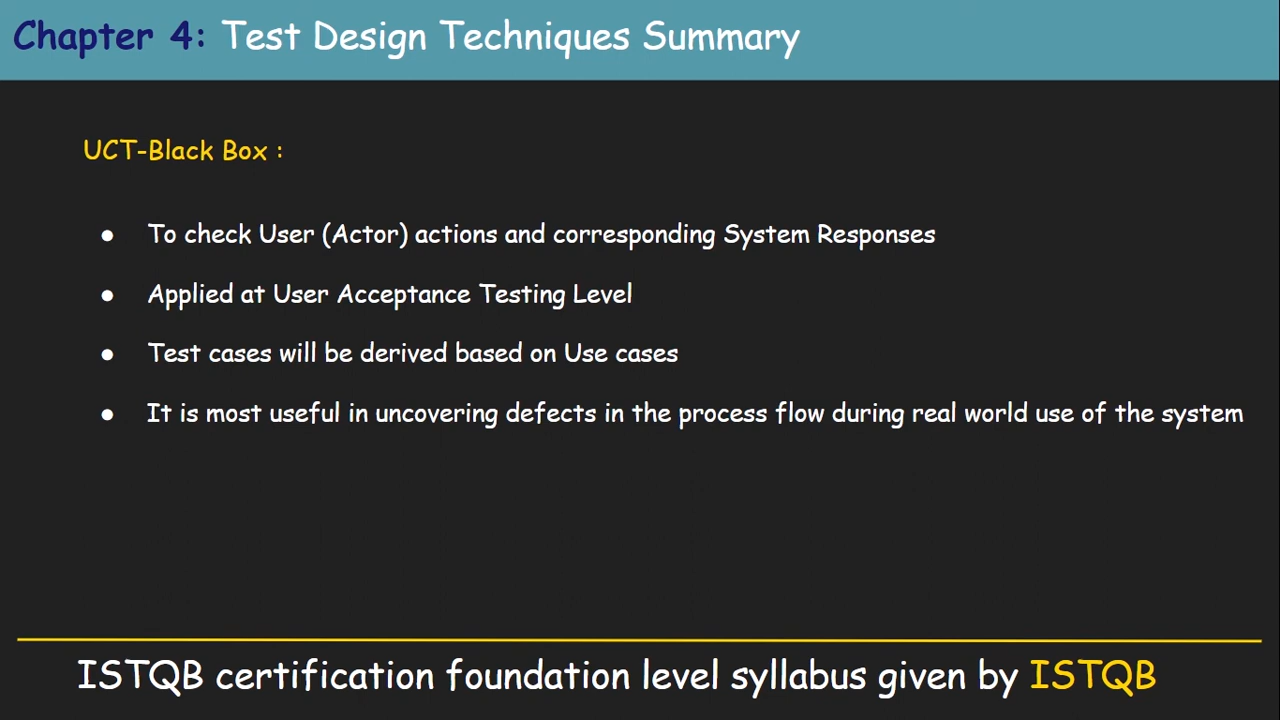 Chapter 4: Test Design Techniques Summary
UCT-Black Box :
● To check User (Actor) actions and corresponding System Responses
● Applied at User Acceptance Testing Level
● Test cases will be derived based on Use cases
● It is most useful in uncovering defects in the process flow during real world use of the system
ISTQB certification foundation level syllabus given by ISTQB